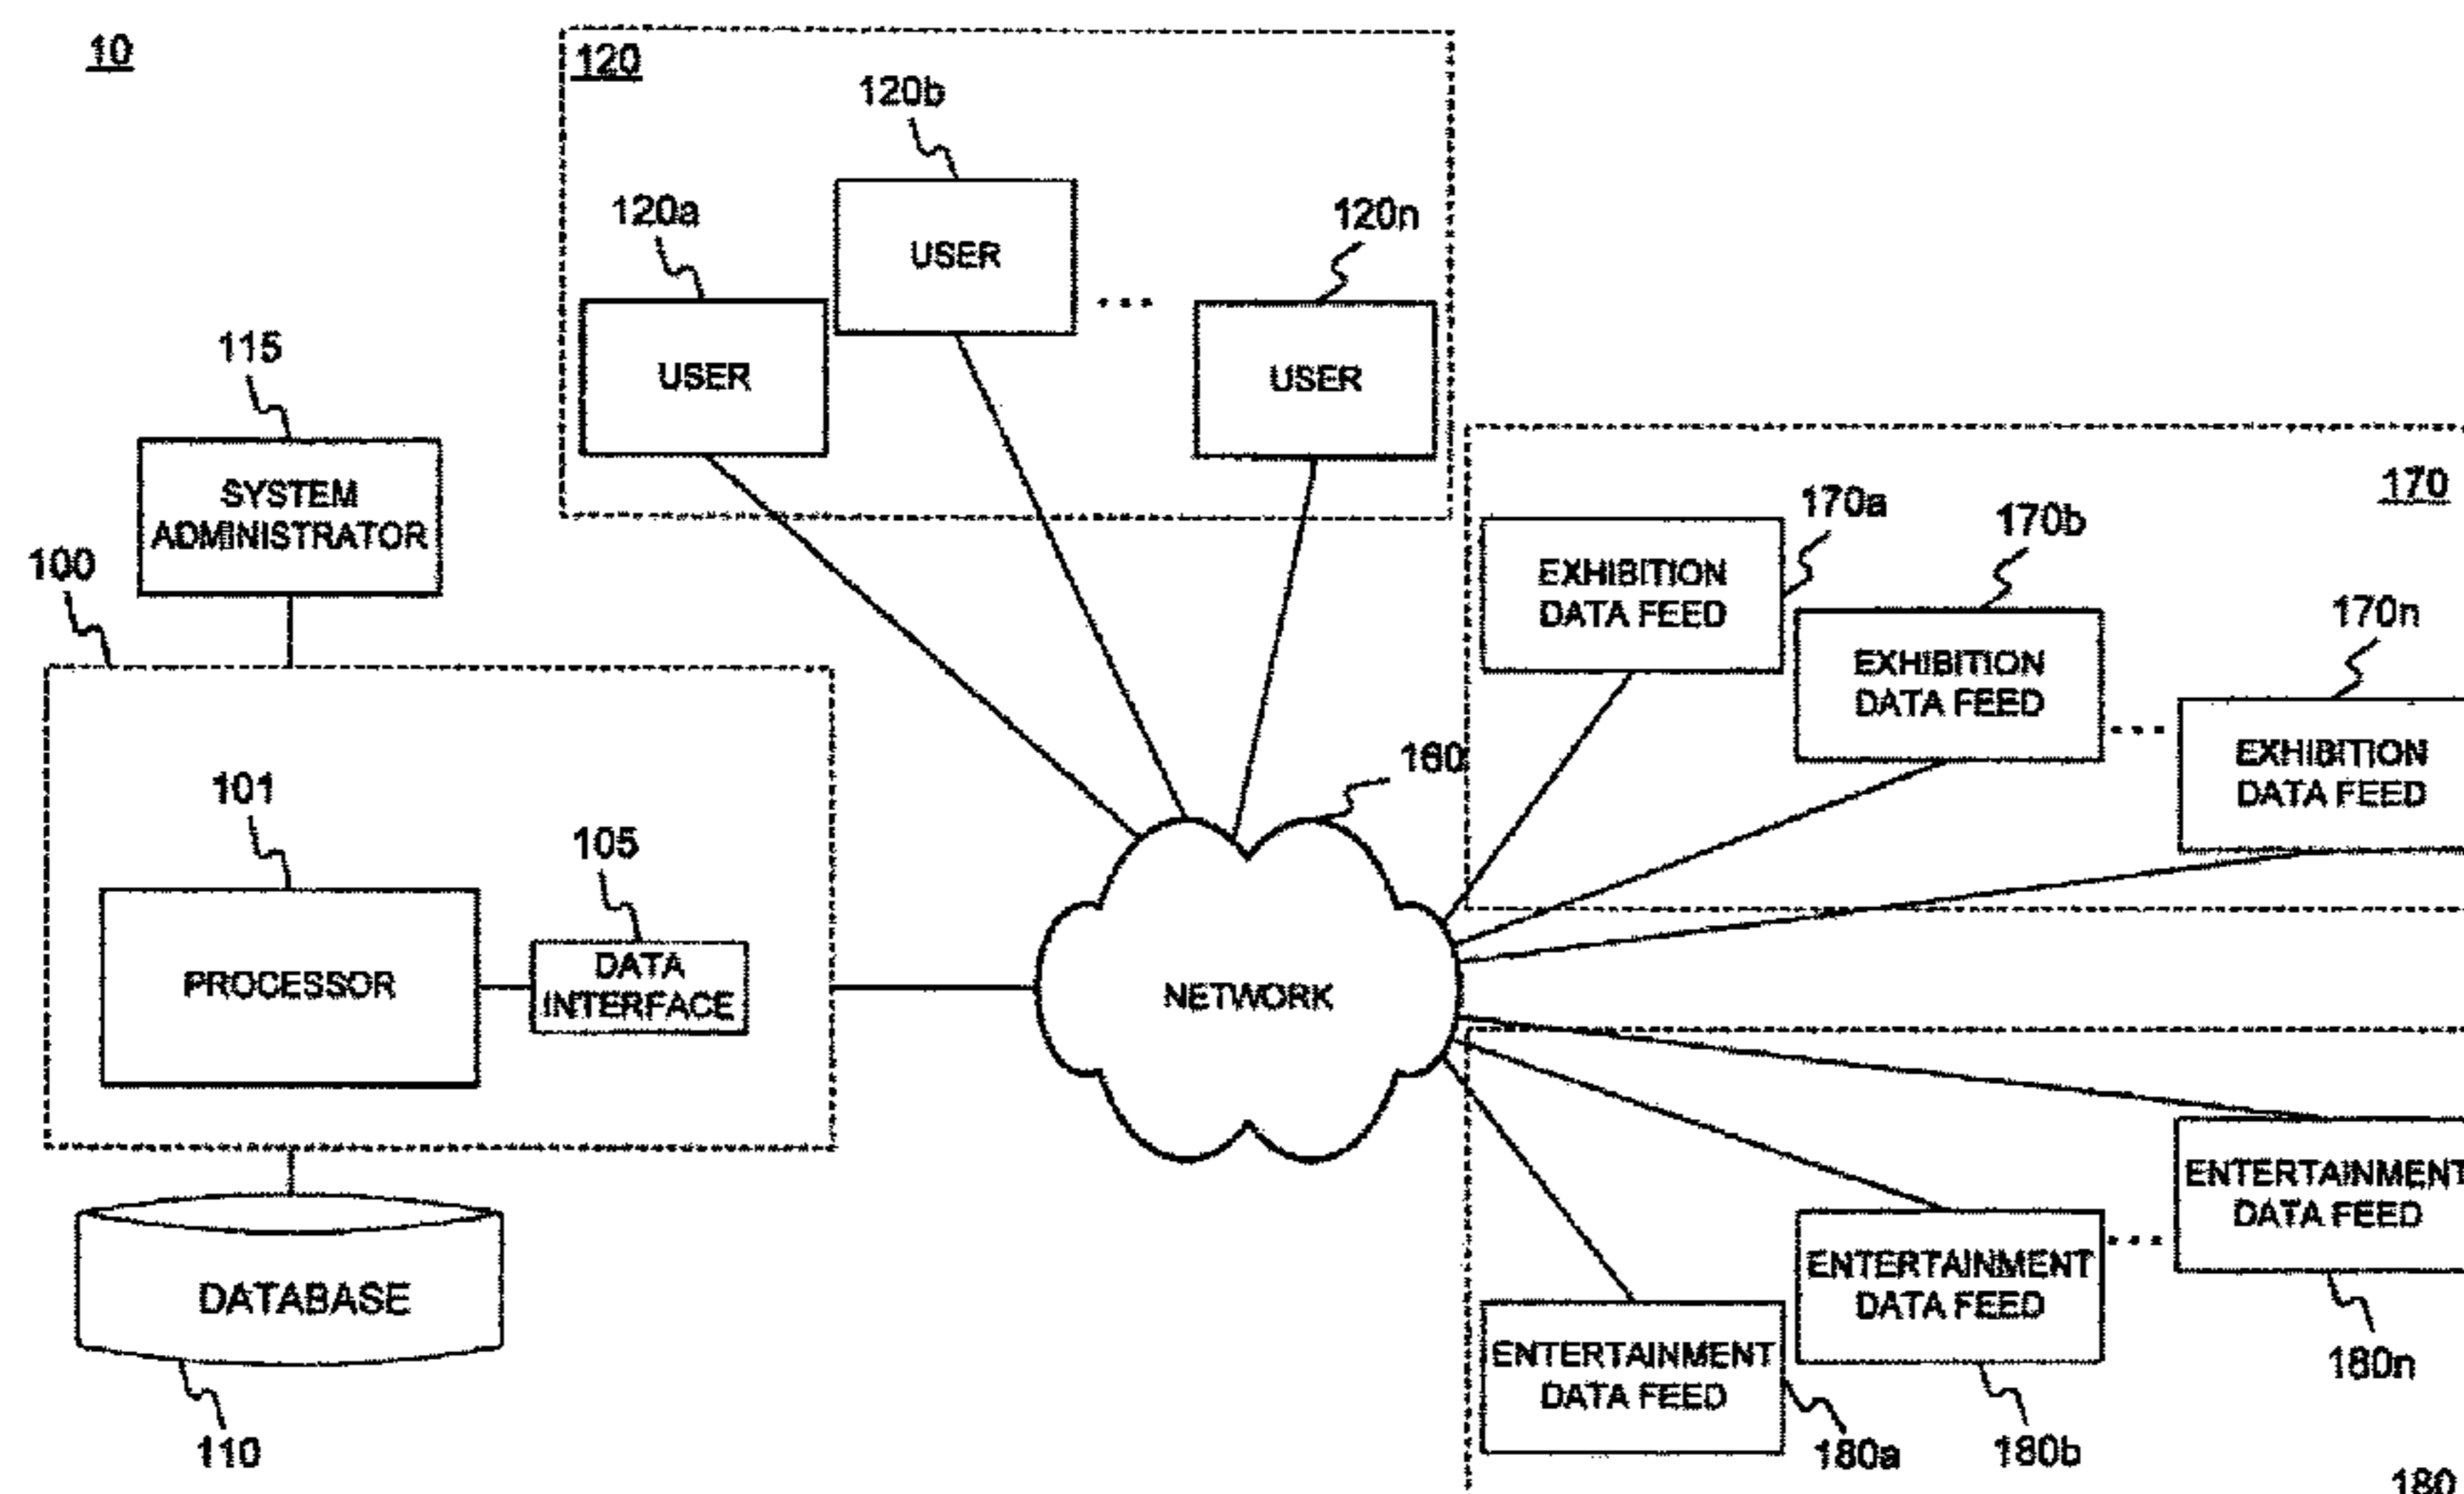 10
120
120b
120a
120n
USER
USER
USER
115
SYSTEM
ADMINISTRATOR
100
170
170a
170b
170n
EXHIBITION
DATA FEED
EXHIBITION
DATA FEED
EXHIBITION
DATA FEED
160
101
105
PROCESSOR
DATA
INTERFACE
NETWORK
DATABASE
110
ENTERTAINMENT
DATA FEED
ENTERTAINMENT
DATA FEED
ENTERTAINMENT
DATA FEED
180n
180a
180b
180